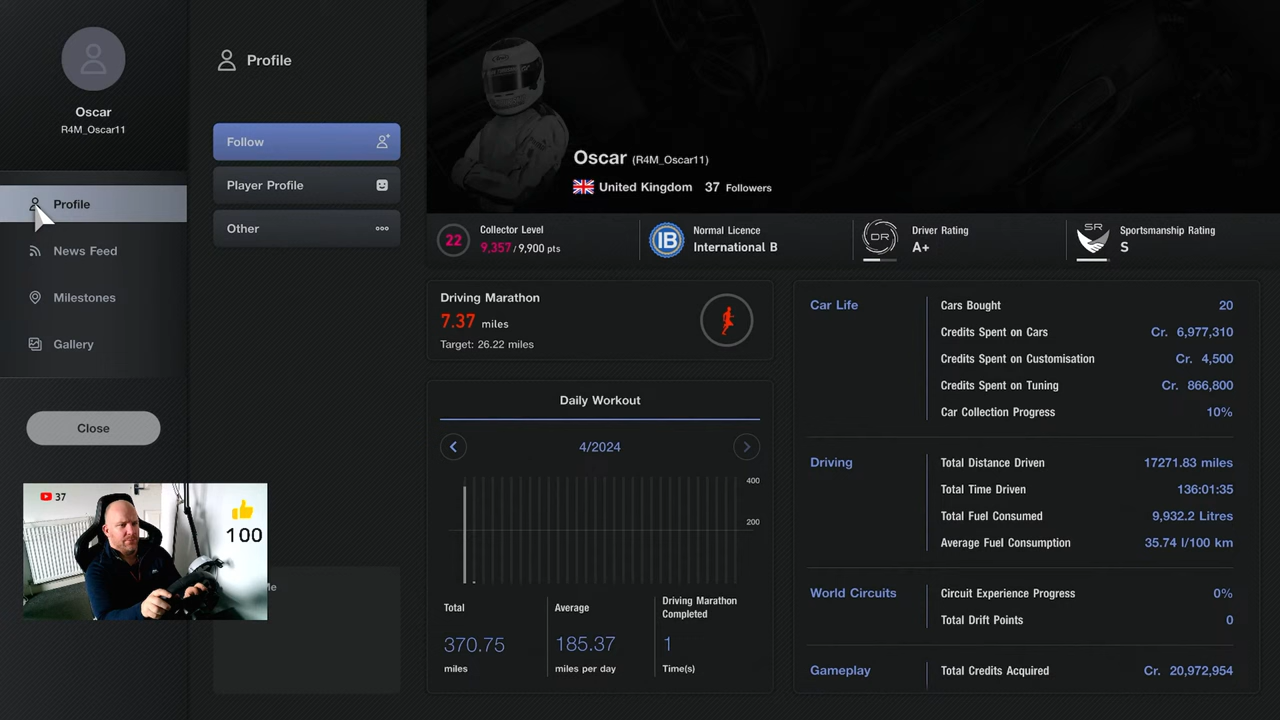 Oscar
R4M_Oscar11
Profile
News Feed
Milestones
Gallery
Close
37
100
Profile
Follow
Player Profile
Other
Oscar (R4M_Oscar11)
United Kingdom 37 Followers
22
Collector Level
9,357 / 9,900 pts
IB
Normal Licence
International B
DR
Driver Rating
A+
SR
Sportsmanship Rating
S
Driving Marathon
7.37 miles
Target: 26.22 miles
Daily Workout
4/2024
400
200
Total
370.75
miles
Average
185.37
miles per day
Driving Marathon
Completed
1
Time(s)
Car Life
Cars Bought 20
Credits Spent on Cars Cr. 6,977,310
Credits Spent on Customisation Cr. 4,500
Credits Spent on Tuning Cr. 866,800
Car Collection Progress 10%
Driving
Total Distance Driven 17271.83 miles
Total Time Driven 136:01:35
Total Fuel Consumed 9,932.2 Litres
Average Fuel Consumption 35.74 l/100 km
World Circuits
Circuit Experience Progress 0%
Total Drift Points 0
Gameplay
Total Credits Acquired Cr. 20,972,954